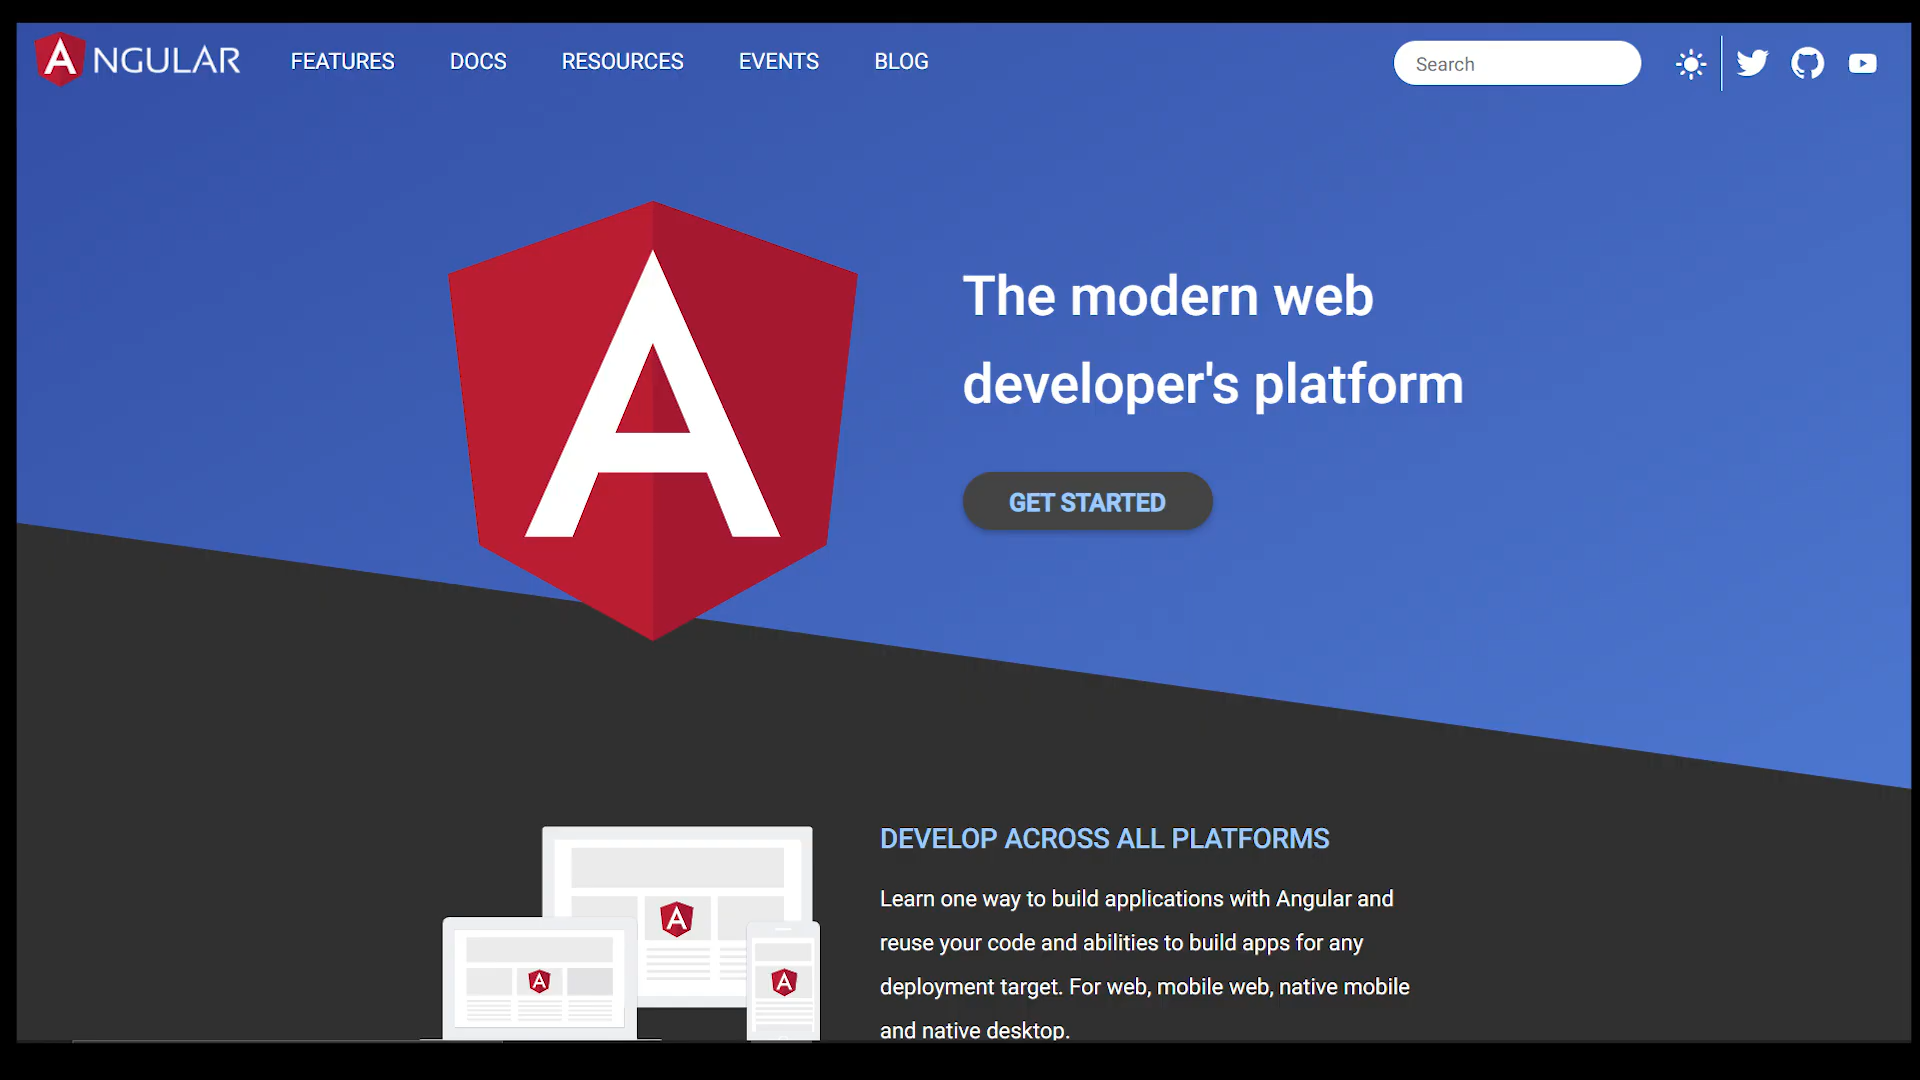 ANGULAR
FEATURES
DOCS
RESOURCES
EVENTS
BLOG
Search
A
The modern web
developer's platform
GET STARTED
DEVELOP ACROSS ALL PLATFORMS
Learn one way to build applications with Angular and
reuse your code and abilities to build apps for any
deployment target. For web, mobile web, native mobile
and native desktop.
A
A
A